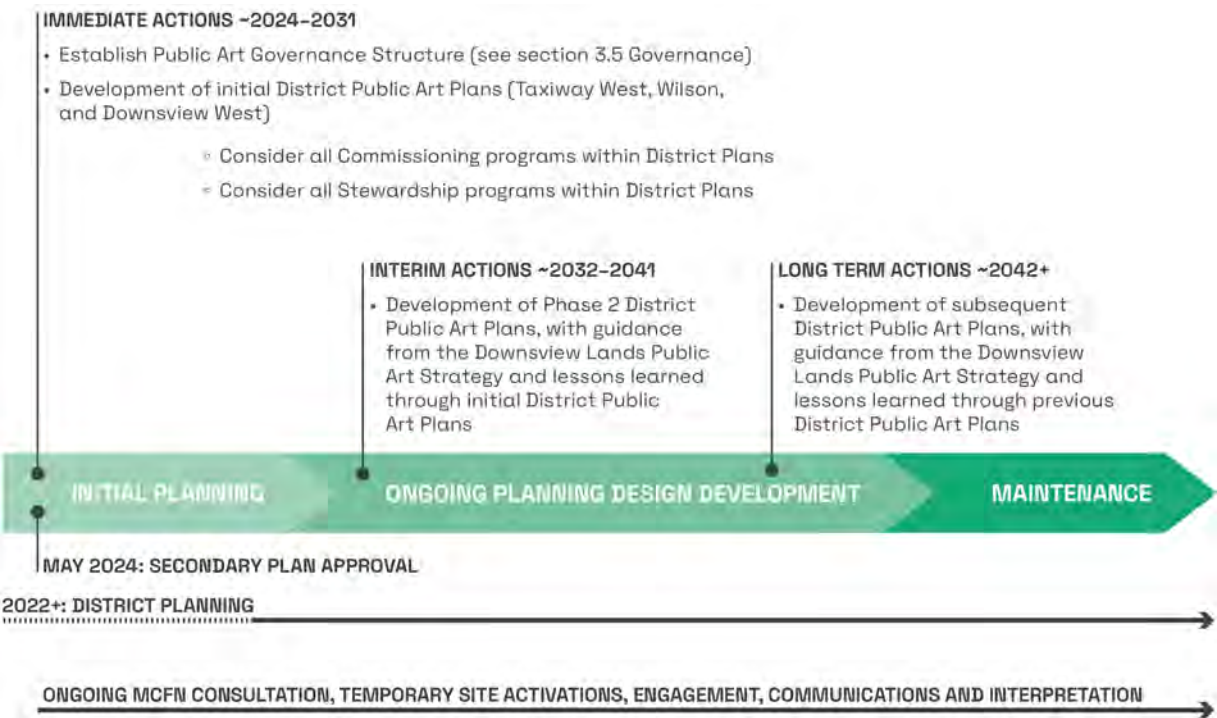 IMMEDIATE ACTIONS ~2024–2031
• Establish Public Art Governance Structure (see section 3.5 Governance)
• Development of initial District Public Art Plans (Taxiway West, Wilson,
and Downsview West)
◦ Consider all Commissioning programs within District Plans
◦ Consider all Stewardship programs within District Plans
INTERIM ACTIONS ~2032–2041
• Development of Phase 2 District
Public Art Plans, with guidance
from the Downsview Lands Public
Art Strategy and lessons learned
through initial District Public
Art Plans
LONG TERM ACTIONS ~2042+
• Development of subsequent
District Public Art Plans, with
guidance from the Downsview
Lands Public Art Strategy and
lessons learned through previous
District Public Art Plans
INITIAL PLANNING
ONGOING PLANNING DESIGN DEVELOPMENT
MAINTENANCE
MAY 2024: SECONDARY PLAN APPROVAL
2022+: DISTRICT PLANNING
ONGOING MCFN CONSULTATION, TEMPORARY SITE ACTIVATIONS, ENGAGEMENT, COMMUNICATIONS AND INTERPRETATION